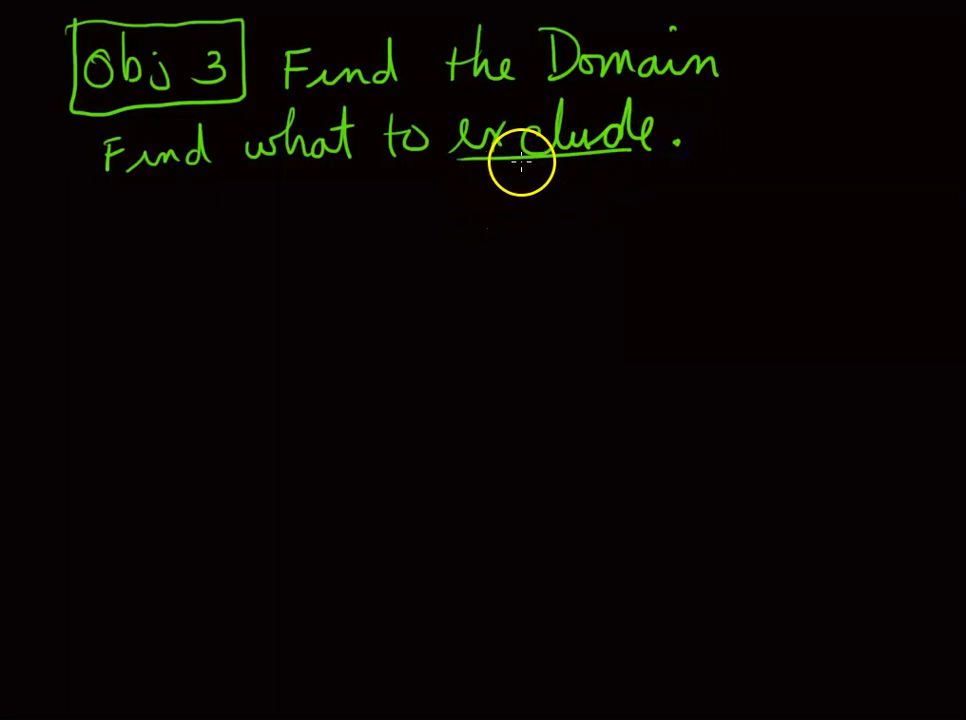 Obj 3 Find the Domain
Find what to exclude.